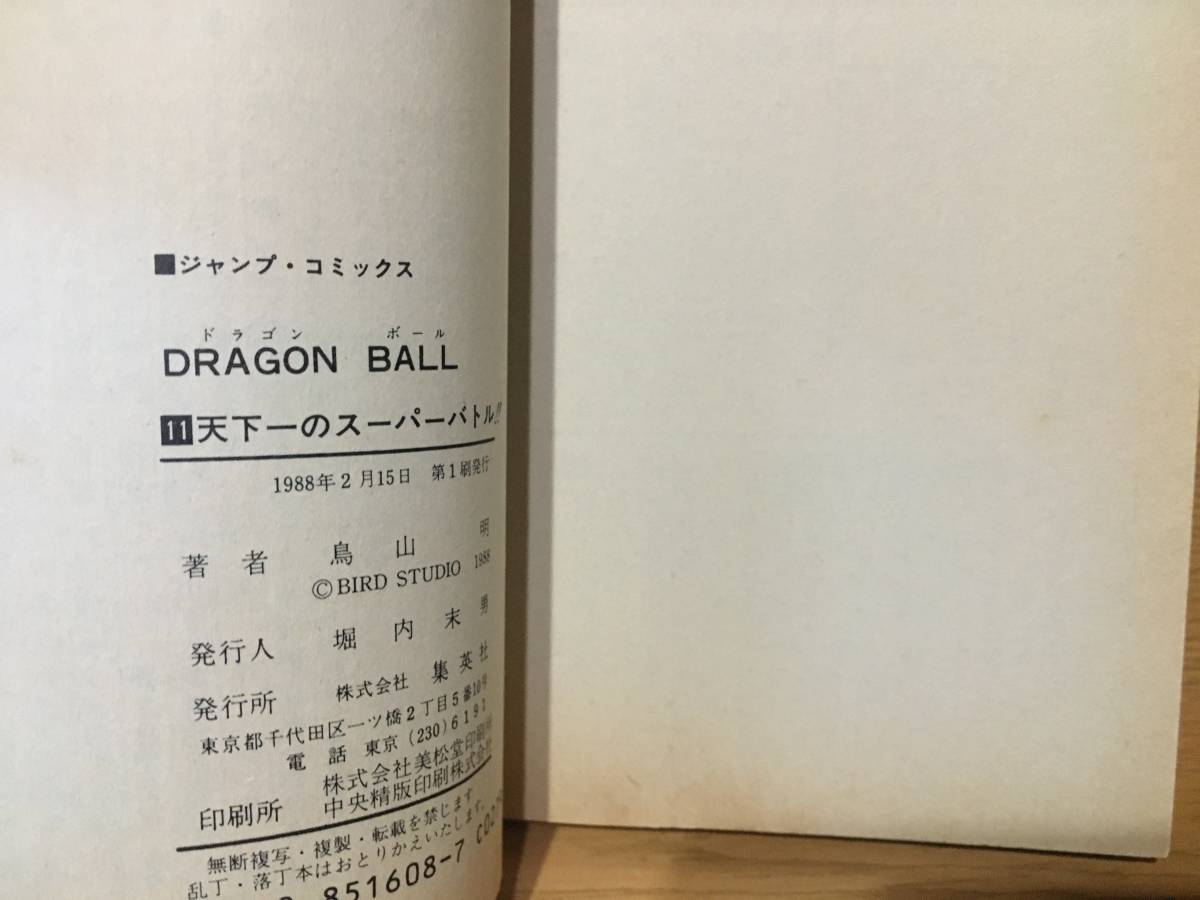 ■ジャンプ・コミックス
ドラゴン ボール
DRAGON BALL
11天下一のスーパーバトル!!
1988年2月15日 第1刷発行
著者 鳥山 明
©BIRD STUDIO 1988
発行人 堀内末男
発行所 株式会社 集英社
東京都千代田区一ツ橋2丁目5番10号
電話 東京 (230) 6191
株式会社美松堂印刷所
印刷所 中央精版印刷株式会社
無断複写・複製・転載を禁じます
乱丁・落丁本はおとりかえいたします。
851608-7